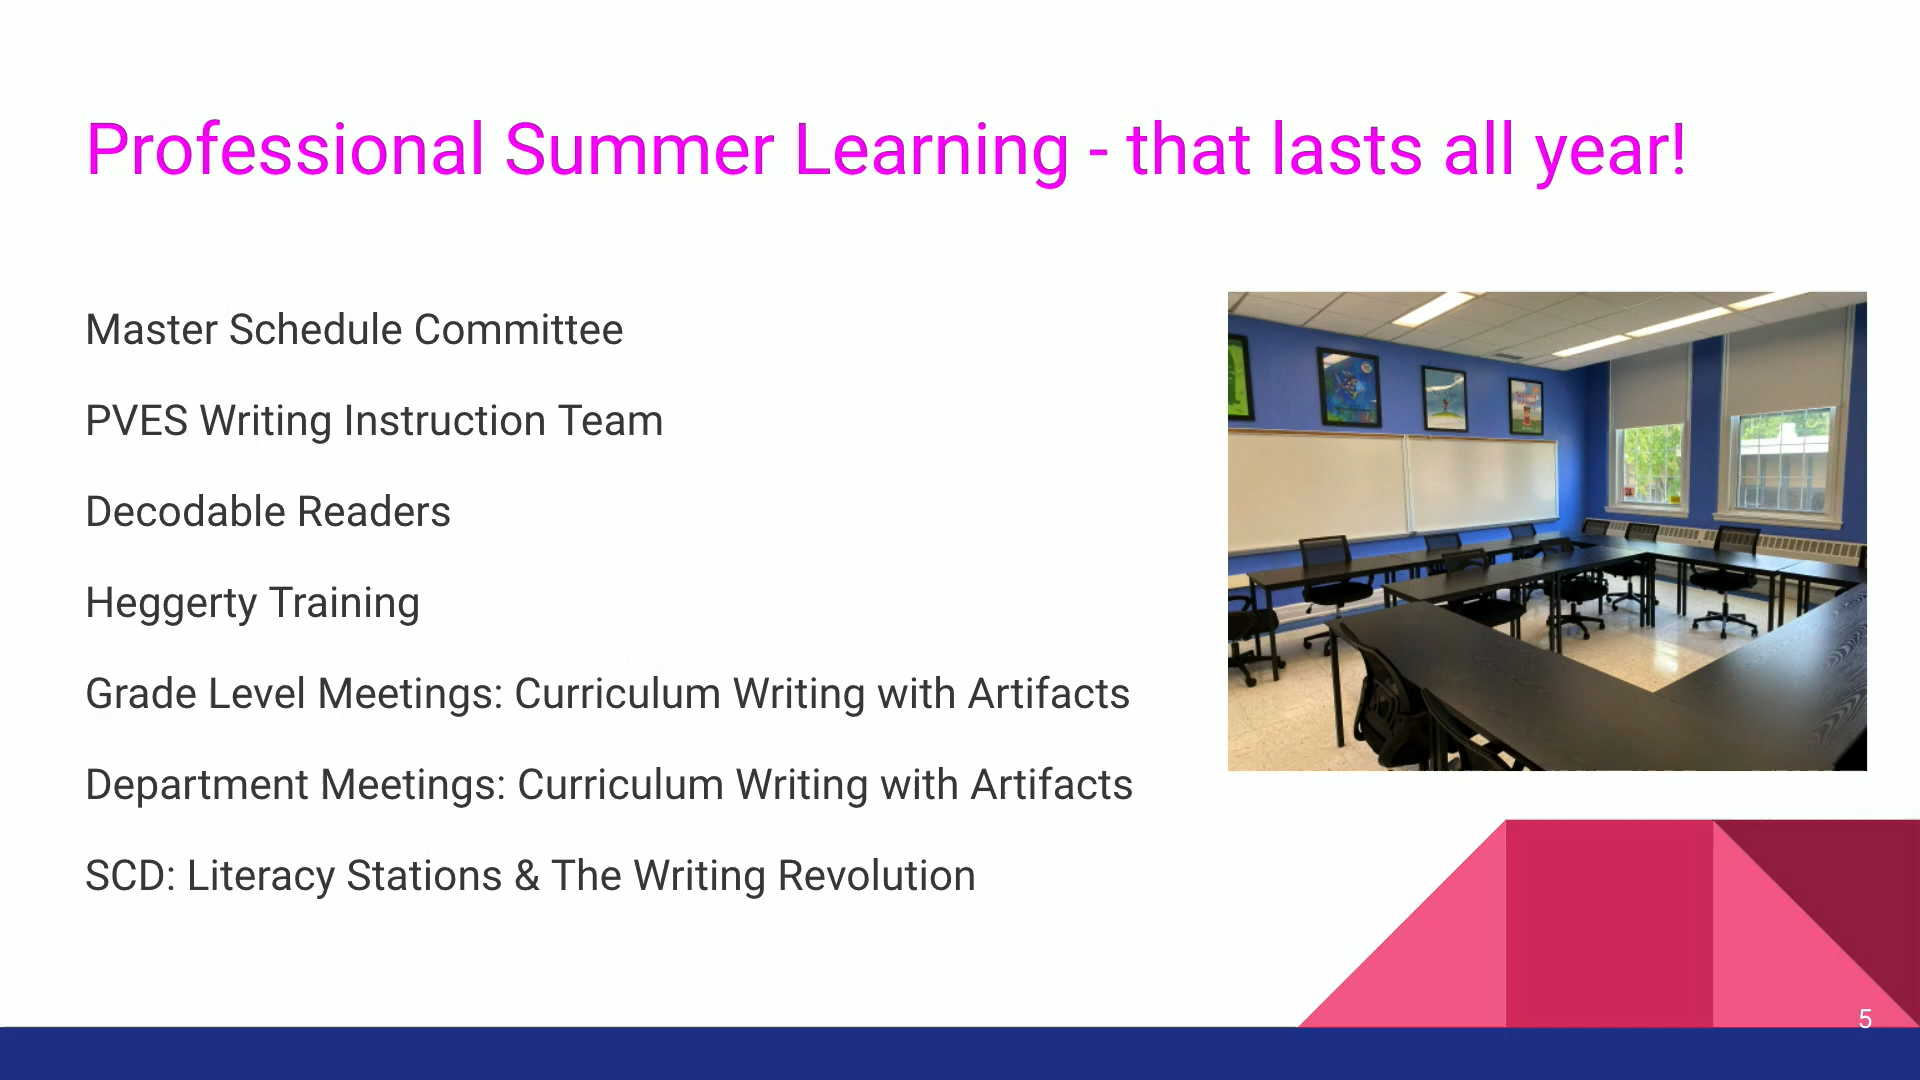 Professional Summer Learning - that lasts all year!
Master Schedule Committee
PVES Writing Instruction Team
Decodable Readers
Heggerty Training
Grade Level Meetings: Curriculum Writing with Artifacts
Department Meetings: Curriculum Writing with Artifacts
SCD: Literacy Stations & The Writing Revolution
5